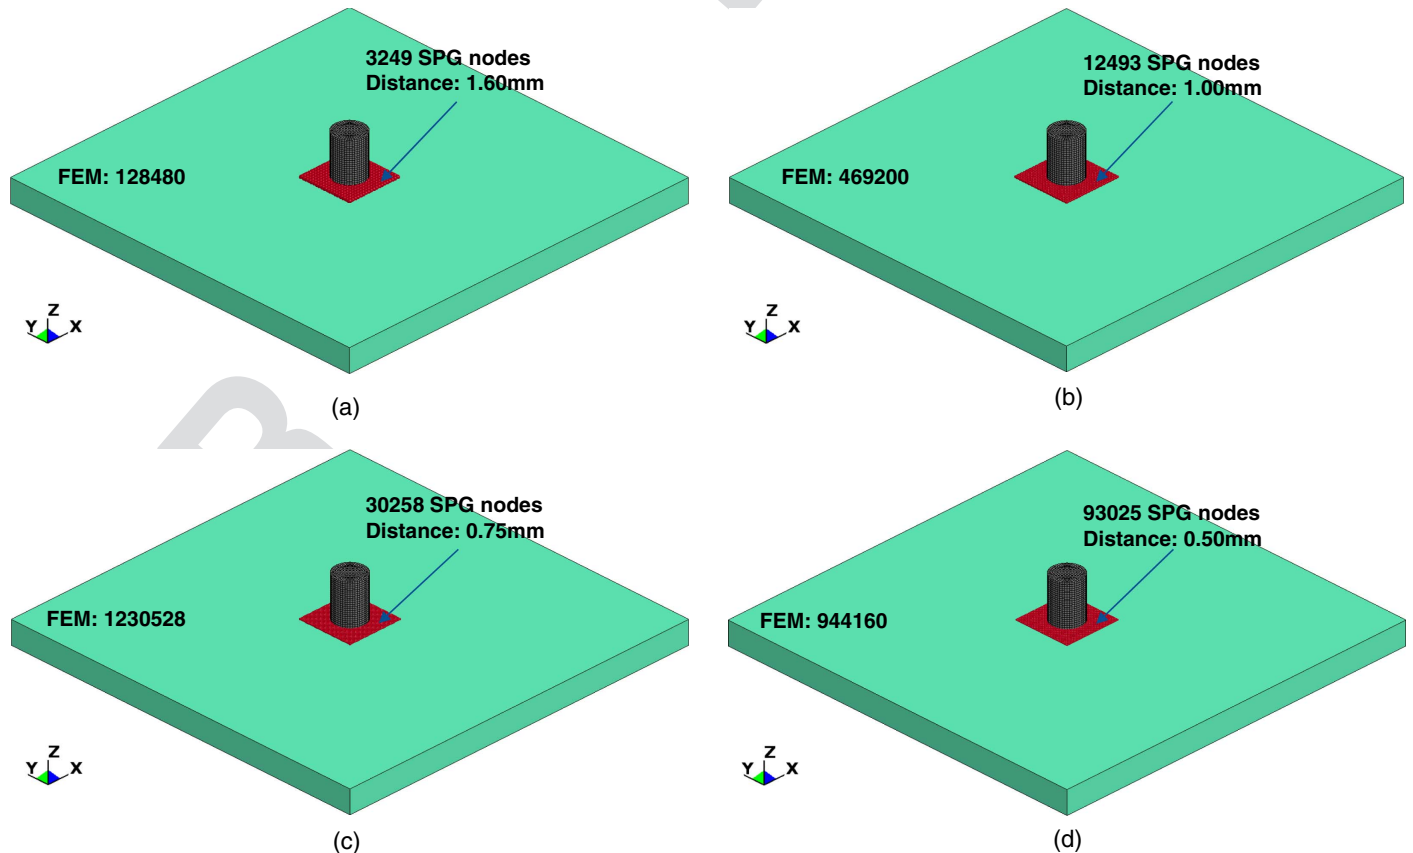 3249 SPG nodes
Distance: 1.60mm
FEM: 128480
Z
Y X
(a)
12493 SPG nodes
Distance: 1.00mm
FEM: 469200
Z
Y X
(b)
30258 SPG nodes
Distance: 0.75mm
FEM: 1230528
Z
Y X
(c)
93025 SPG nodes
Distance: 0.50mm
FEM: 944160
Z
Y X
(d)